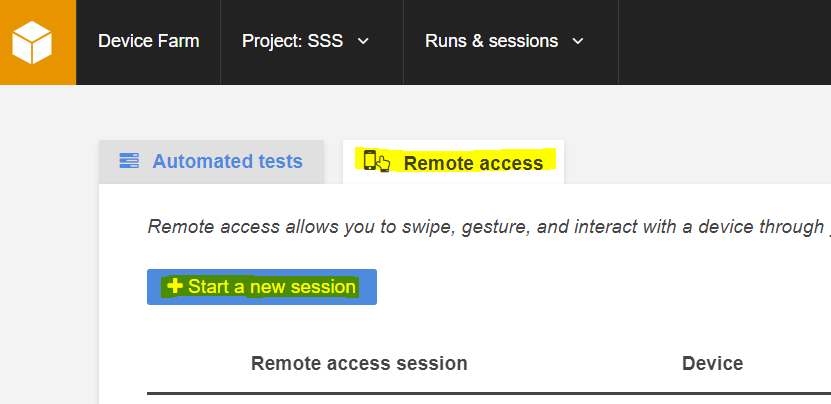 Device Farm Project: SSS Runs & sessions
Automated tests Remote access
Remote access allows you to swipe, gesture, and interact with a device through
+ Start a new session
Remote access session Device